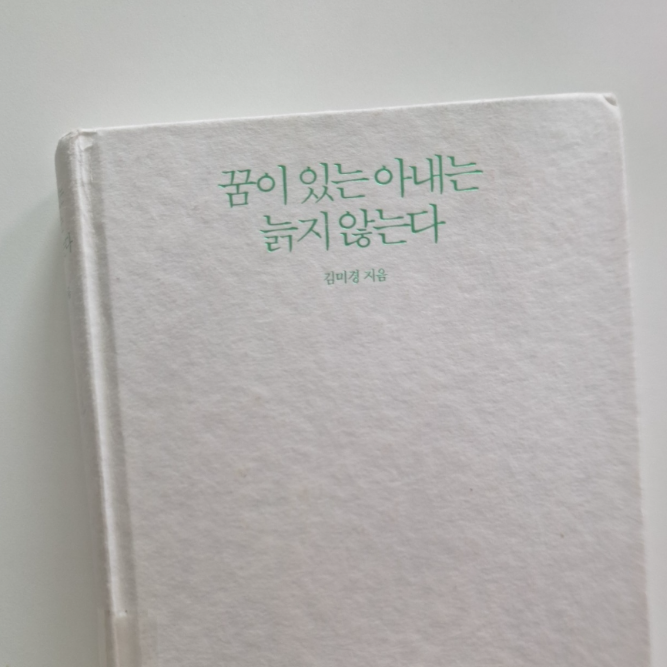 꿈이 있는 아내는
늙지 않는다
김미경 지음